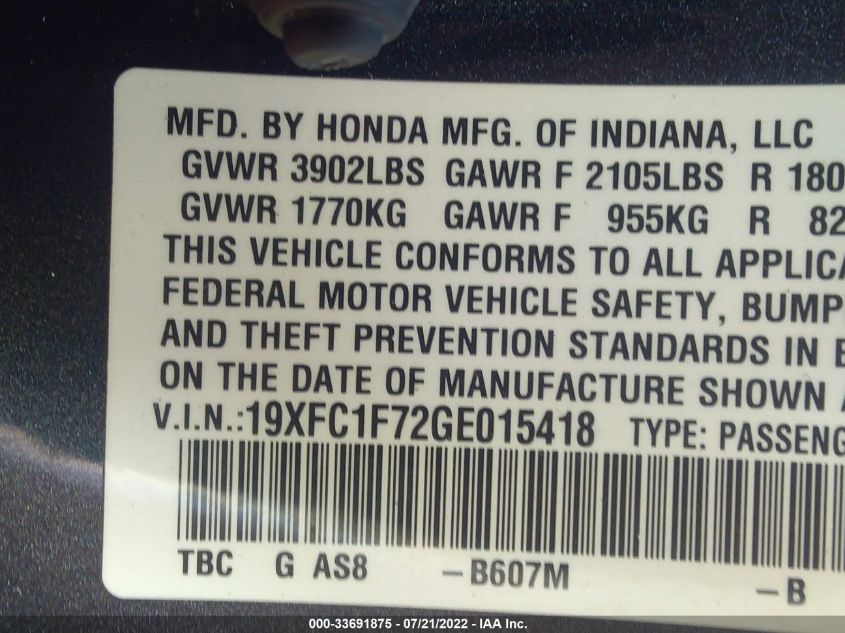 MFD. BY HONDA MFG. OF INDIANA, LLC
GVWR 3902LBS GAWR F 2105LBS R 180
GVWR 1770KG GAWR F 955KG R 82
THIS VEHICLE CONFORMS TO ALL APPLICA
FEDERAL MOTOR VEHICLE SAFETY, BUMP
AND THEFT PREVENTION STANDARDS IN E
ON THE DATE OF MANUFACTURE SHOWN A
V.I.N.:19XFC1F72GE015418 TYPE: PASSENG
TBC G AS8 -B607M -B
000-33691875 / 07/21/2022 - IAA Inc.